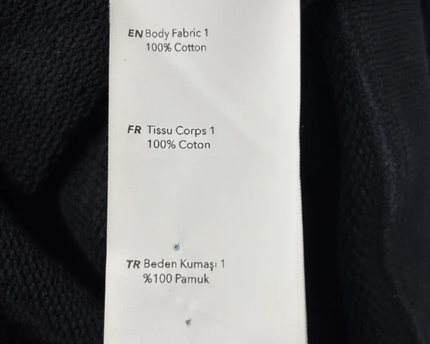 EN Body Fabric 1
100% Cotton
FR Tissu Corps 1
100% Coton
TR Beden Kumaşı 1
%100 Pamuk